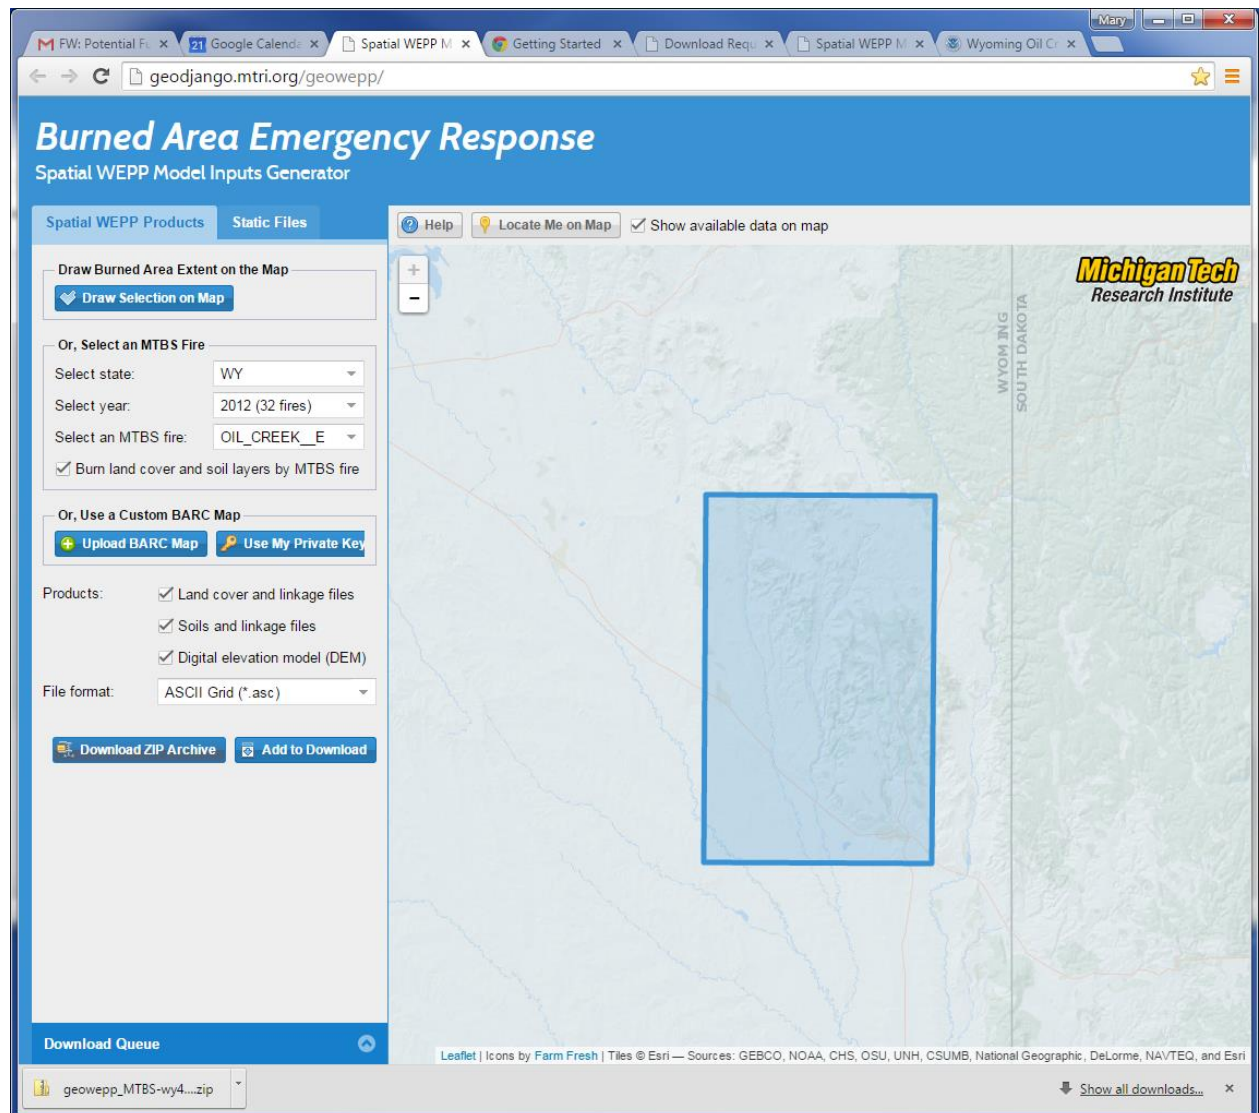 Mary
FW: Potential Fu
21 Google Calenda
Spatial WEPP M
Getting Started
Download Requ
Spatial WEPP M
Wyoming Oil Cr
geodjango.mtri.org/geowepp/
Burned Area Emergency Response
Spatial WEPP Model Inputs Generator
Spatial WEPP Products
Static Files
Help
Locate Me on Map
Show available data on map
Draw Burned Area Extent on the Map
Draw Selection on Map
Or, Select an MTBS Fire
Select state: WY
Select year: 2012 (32 fires)
Select an MTBS fire: OIL_CREEK__E
Burn land cover and soil layers by MTBS fire
Or, Use a Custom BARC Map
Upload BARC Map
Use My Private Key
Products: Land cover and linkage files
Soils and linkage files
Digital elevation model (DEM)
File format: ASCII Grid (*.asc)
Download ZIP Archive
Add to Download
Download Queue
+
-
MichiganTech
Research Institute
WYOMING
SOUTH DAKOTA
Leaflet | Icons by Farm Fresh | Tiles © Esri — Sources: GEBCO, NOAA, CHS, OSU, UNH, CSUMB, National Geographic, DeLorme, NAVTEQ, and Esri
geowepp_MTBS-wy4....zip
Show all downloads...